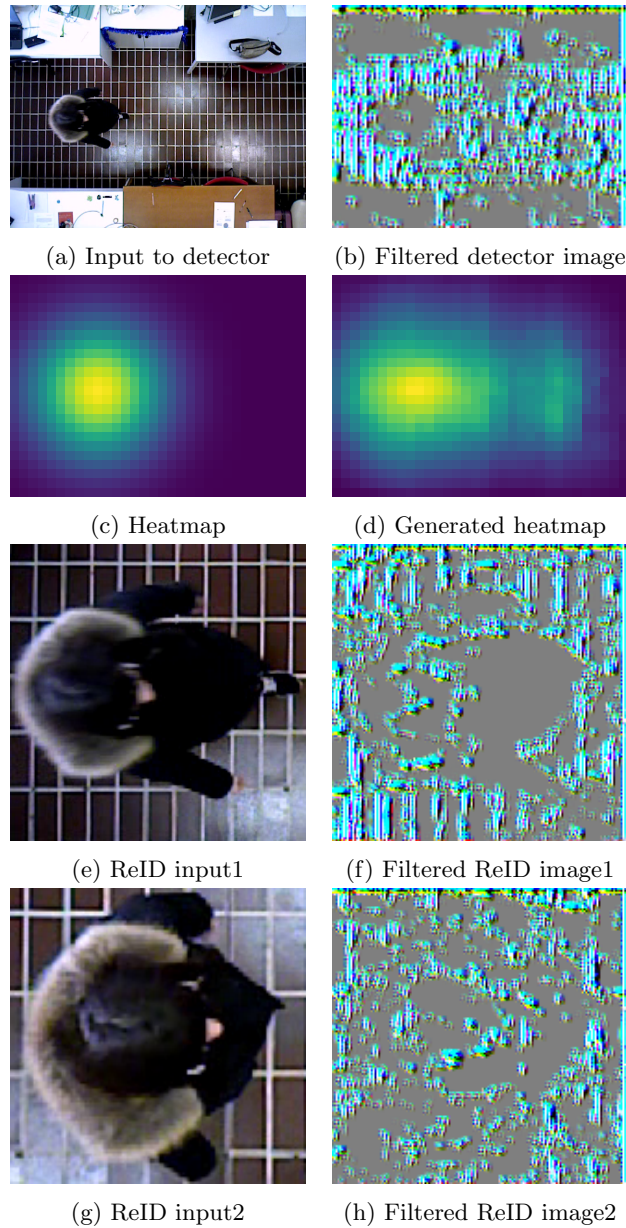 (a) Input to detector
(b) Filtered detector image
(c) Heatmap
(d) Generated heatmap
(e) ReID input1
(f) Filtered ReID image1
(g) ReID input2
(h) Filtered ReID image2